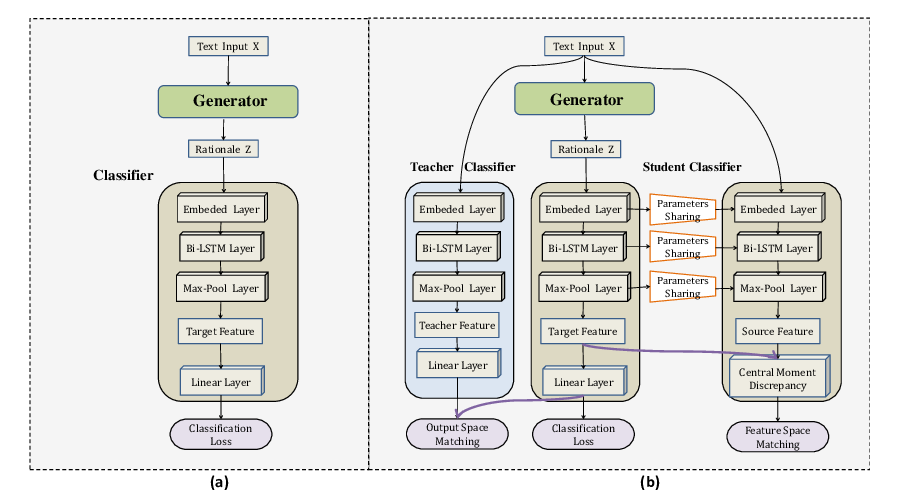 Text Input X
Generator
Rationale Z
Classifier
Embeded Layer
Bi-LSTM Layer
Max-Pool Layer
Target Feature
Linear Layer
Classification
Loss
(a)
Text Input X
Generator
Rationale Z
Teacher Classifier
Student Classifier
Embeded Layer
Bi-LSTM Layer
Max-Pool Layer
Teacher Feature
Linear Layer
Output Space
Matching
Embeded Layer
Bi-LSTM Layer
Max-Pool Layer
Target Feature
Linear Layer
Classification
Loss
Parameters
Sharing
Parameters
Sharing
Parameters
Sharing
Embeded Layer
Bi-LSTM Layer
Max-Pool Layer
Source Feature
Central Moment
Discrepancy
Feature Space
Matching
(b)